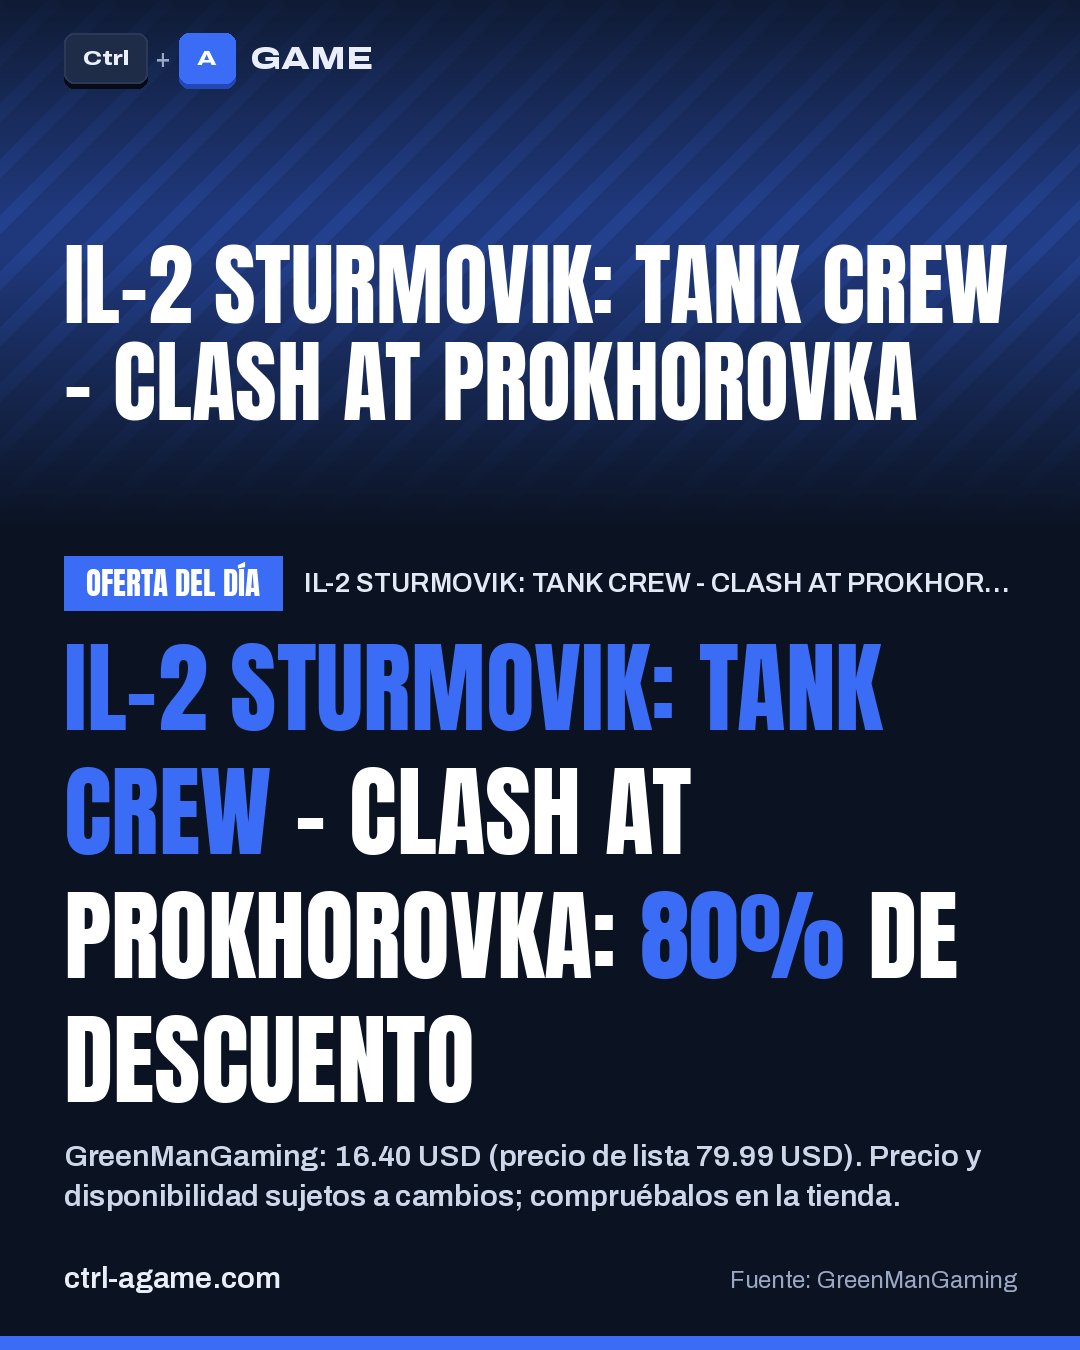 Ctrl + A GAME
IL-2 STURMOVIK: TANK CREW
- CLASH AT PROKHOROVKA
OFERTA DEL DÍA IL-2 STURMOVIK: TANK CREW - CLASH AT PROKHOR...
IL-2 STURMOVIK: TANK
CREW - CLASH AT
PROKHOROVKA: 80% DE
DESCUENTO
GreenManGaming: 16.40 USD (precio de lista 79.99 USD). Precio y
disponibilidad sujetos a cambios; compruébalos en la tienda.
ctrl-agame.com Fuente: GreenManGaming